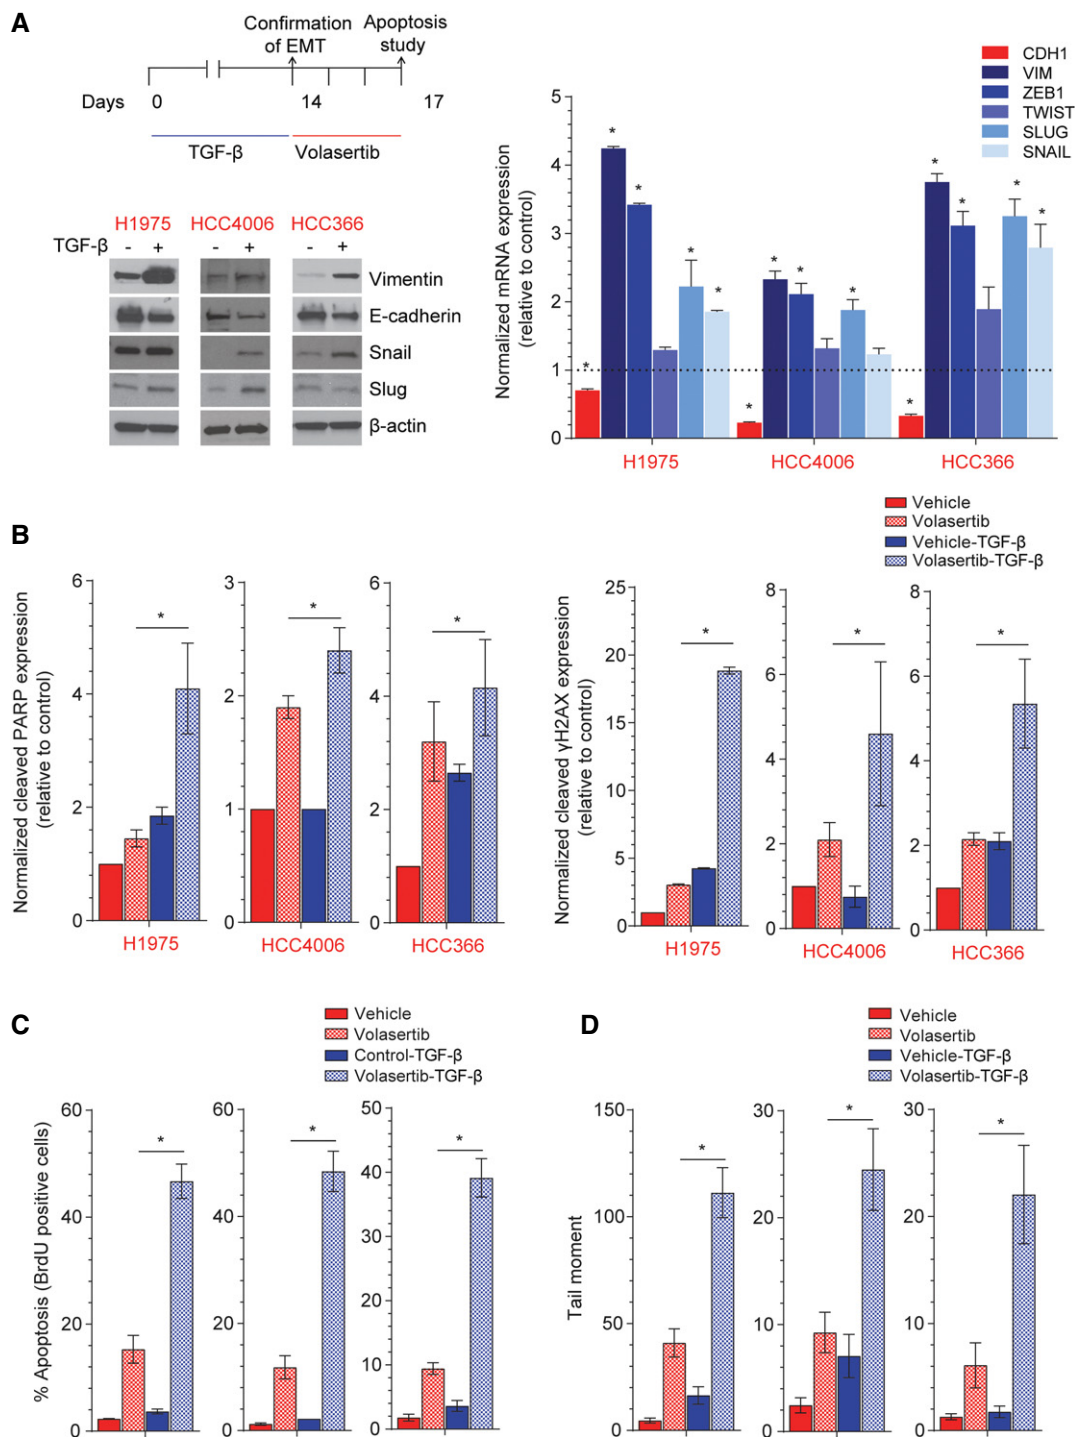 A
Confirmation
of EMT
Apoptosis
study
Days 0 14 17
TGF-β Volasertib
H1975 HCC4006 HCC366
TGF-β - + - + - +
Vimentin
E-cadherin
Snail
Slug
β-actin
CDH1
VIM
ZEB1
TWIST
SLUG
SNAIL
Normalized mRNA expression
(relative to control)
5
4
3
2
1
0
* * * * * * * * * * * * * *
H1975 HCC4006 HCC366
B
Vehicle
Volasertib
Vehicle-TGF-β
Volasertib-TGF-β
Normalized cleaved PARP expression
(relative to control)
6
4
2
0
*
H1975
3
2
1
0
*
HCC4006
6
4
2
0
*
HCC366
Normalized cleaved γH2AX expression
(relative to control)
25
20
15
10
5
0
*
H1975
8
6
4
2
0
*
HCC4006
8
6
4
2
0
*
HCC366
C
Vehicle
Volasertib
Control-TGF-β
Volasertib-TGF-β
% Apoptosis (BrdU positive cells)
60
40
20
0
*
60
40
20
0
*
50
40
30
20
10
0
*
D
Vehicle
Volasertib
Vehicle-TGF-β
Volasertib-TGF-β
Tail moment
150
100
50
0
*
30
20
10
0
*
30
20
10
0
*